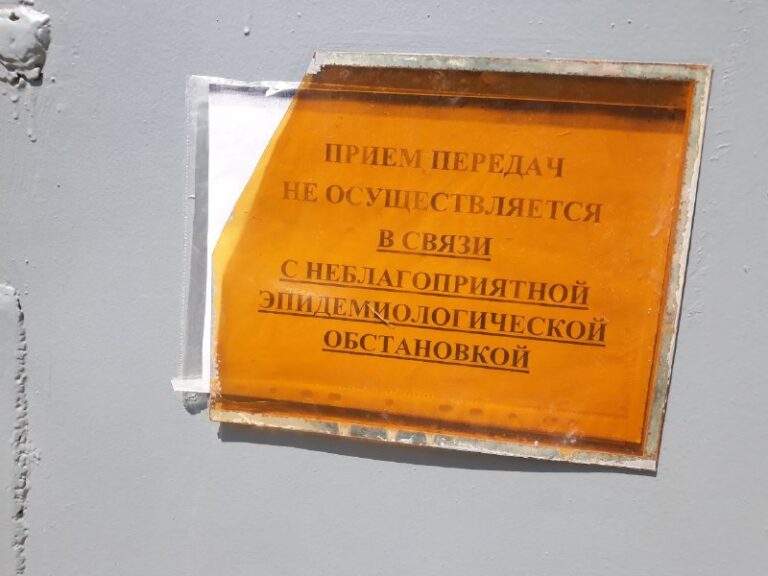 ПРИЕМ ПЕРЕДАЧ
НЕ ОСУЩЕСТВЛЯЕТСЯ
В СВЯЗИ
С НЕБЛАГОПРИЯТНОЙ
ЭПИДЕМИОЛОГИЧЕСКОЙ
ОБСТАНОВКОЙ